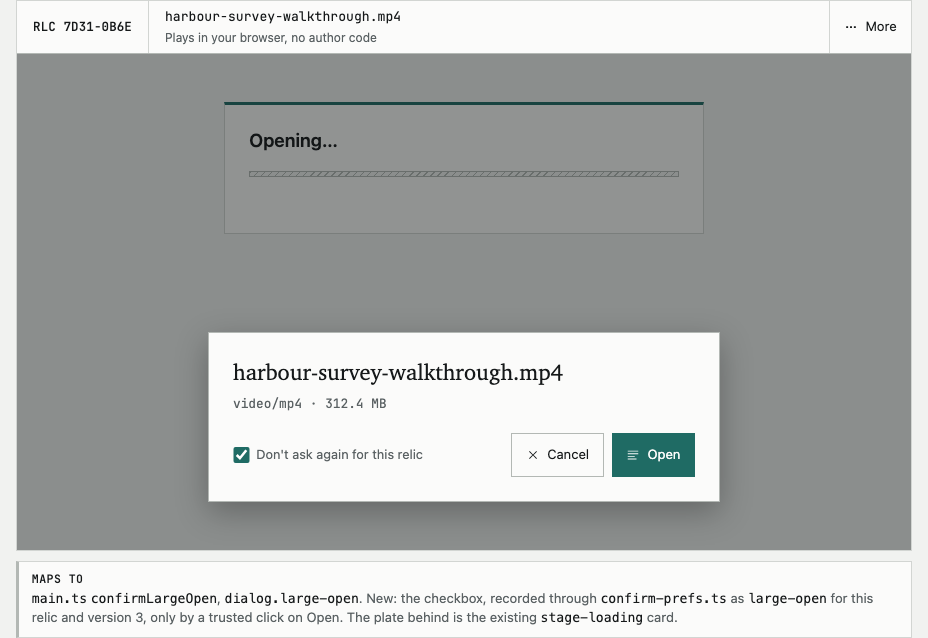 RLC 7D31-0B6E
harbour-survey-walkthrough.mp4
Plays in your browser, no author code
··· More
Opening...
harbour-survey-walkthrough.mp4
video/mp4 · 312.4 MB
Don't ask again for this relic
Cancel
Open
MAPS TO
main.ts confirmLargeOpen, dialog.large-open. New: the checkbox, recorded through confirm-prefs.ts as large-open for this
relic and version 3, only by a trusted click on Open. The plate behind is the existing stage-loading card.